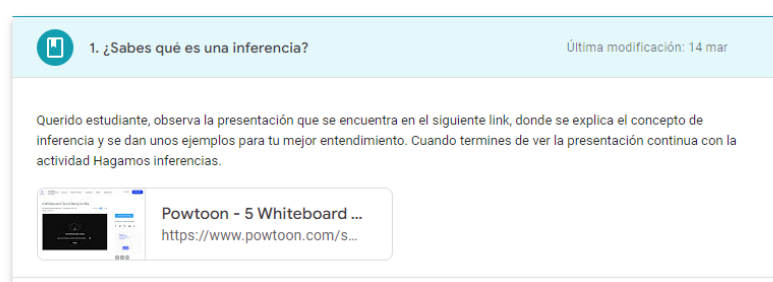 1. ¿Sabes qué es una inferencia?
Última modificación: 14 mar
Querido estudiante, observa la presentación que se encuentra en el siguiente link, donde se explica el concepto de
inferencia y se dan unos ejemplos para tu mejor entendimiento. Cuando termines de ver la presentación continua con la
actividad Hagamos inferencias.
Powtoon - 5 Whiteboard ...
https://www.powtoon.com/s...